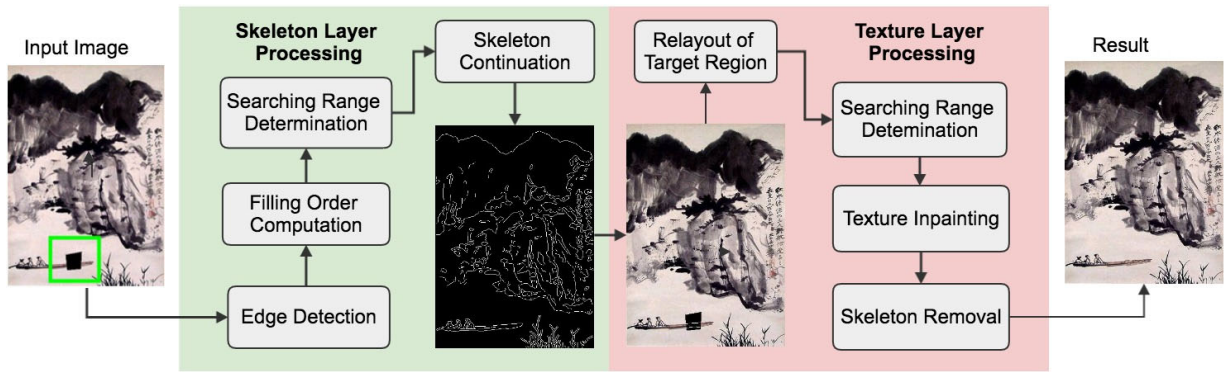 Input Image
Skeleton Layer
Processing
Searching Range
Determination
Filling Order
Computation
Edge Detection
Skeleton
Continuation
Relayout of
Target Region
Texture Layer
Processing
Searching Range
Detemination
Texture Inpainting
Skeleton Removal
Result